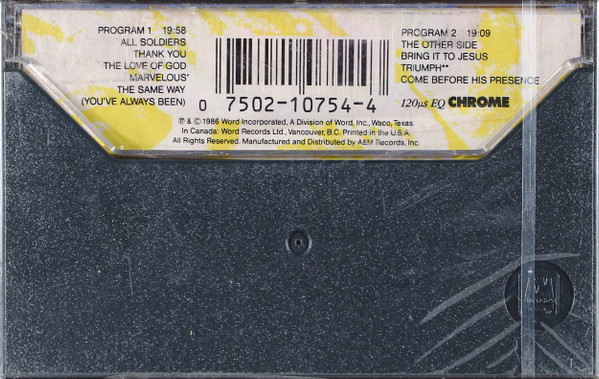 PROGRAM 1 19:58
ALL SOLDIERS
THANK YOU
THE LOVE OF GOD
MARVELOUS*
THE SAME WAY
(YOU'VE ALWAYS BEEN)
0 7502-10754-4
PROGRAM 2 19:09
THE OTHER SIDE
BRING IT TO JESUS
TRIUMPH**
COME BEFORE HIS PRESENCE
120µs EQ CHROME
℗ & © 1986 Word Incorporated, A Division of Word, Inc., Waco, Texas.
In Canada: Word Records Ltd., Vancouver, B.C. Printed in the U.S.A.
All Rights Reserved. Manufactured and Distributed by A&M Records, Inc.